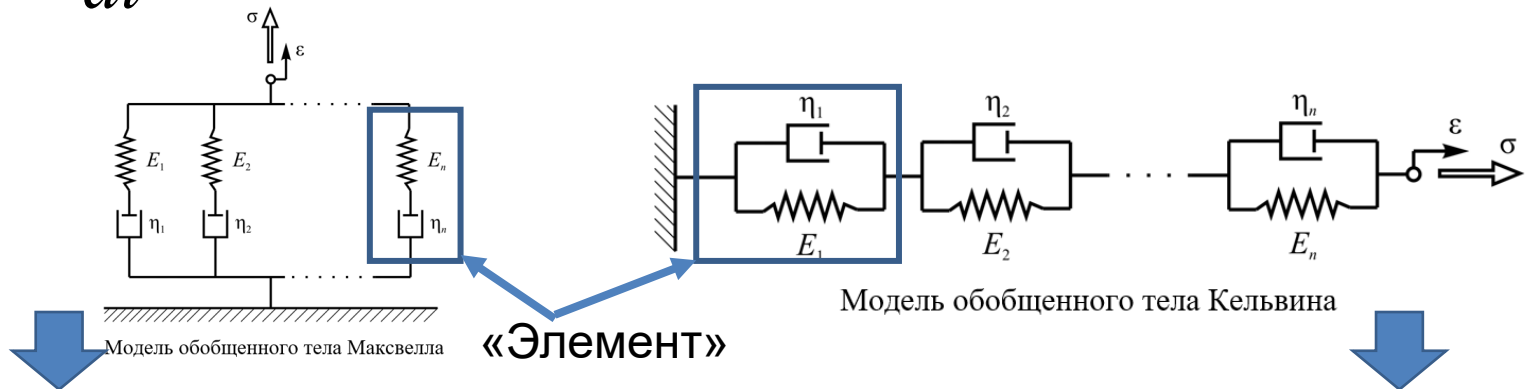 σ
ε
E₁ E₂ Eₙ
η₁ η₂ ηₙ
Модель обобщенного тела Максвелла
«Элемент»
η₁ η₂ ηₙ
ε
σ
E₁ E₂ Eₙ
Модель обобщенного тела Кельвина